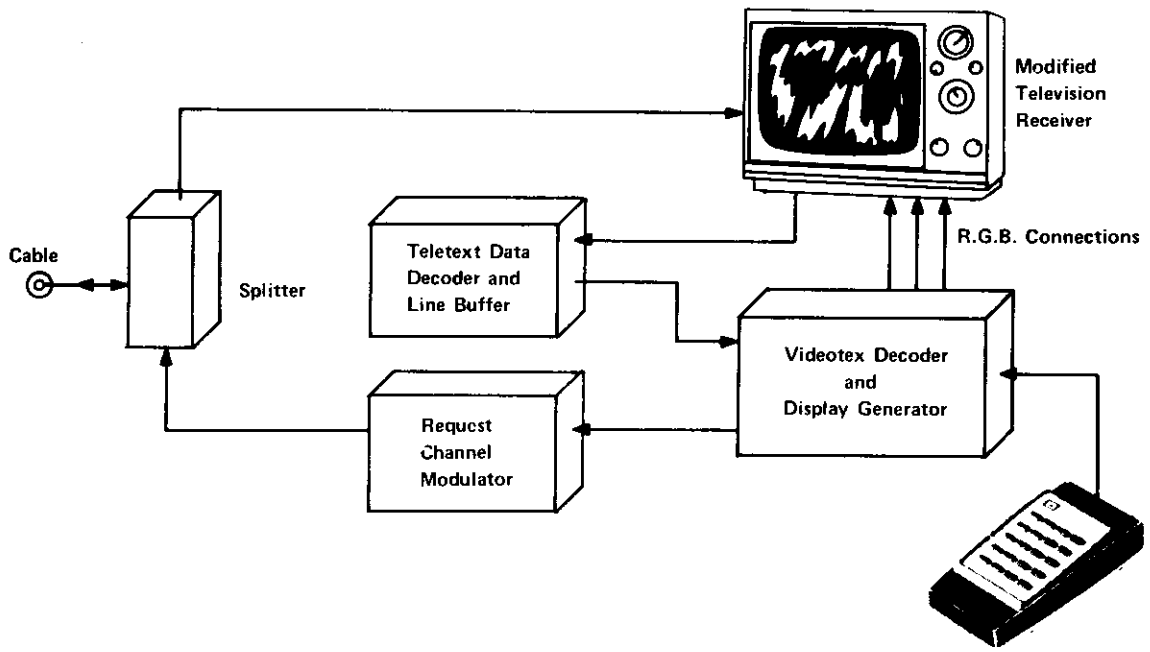 Modified
Television
Receiver
R.G.B. Connections
Cable
Splitter
Teletext Data
Decoder and
Line Buffer
Videotex Decoder
and
Display Generator
Request
Channel
Modulator